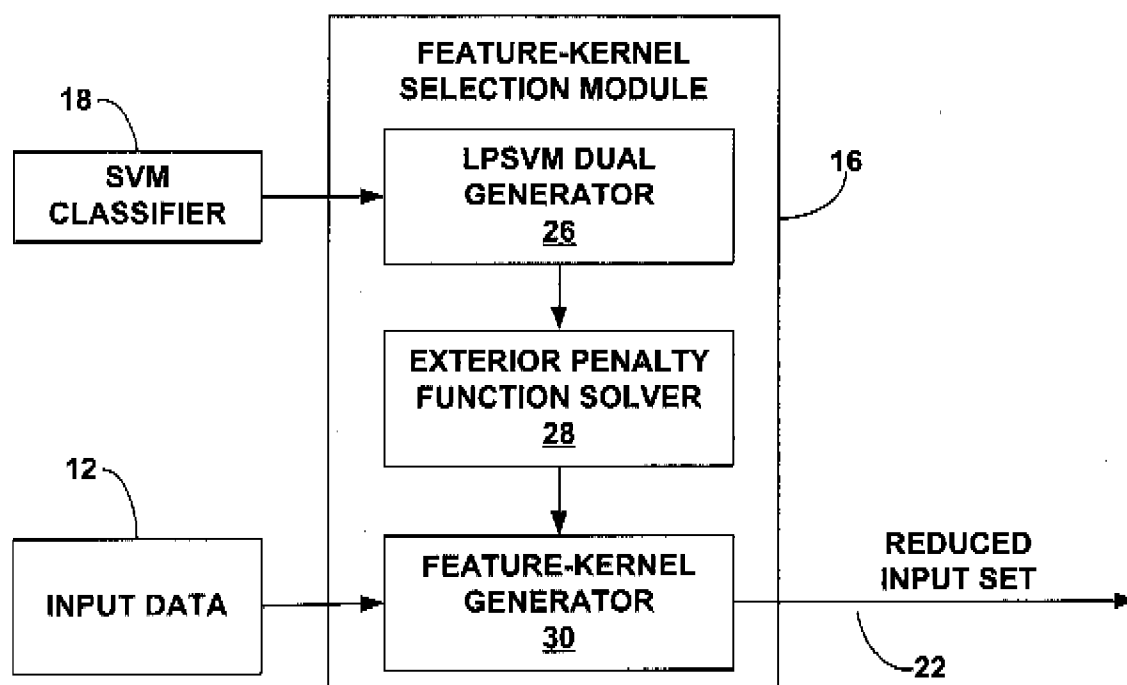 FEATURE-KERNEL
SELECTION MODULE
18
SVM
CLASSIFIER
LPSVM DUAL
GENERATOR
26
16
EXTERIOR PENALTY
FUNCTION SOLVER
28
12
INPUT DATA
FEATURE-KERNEL
GENERATOR
30
REDUCED
INPUT SET
22